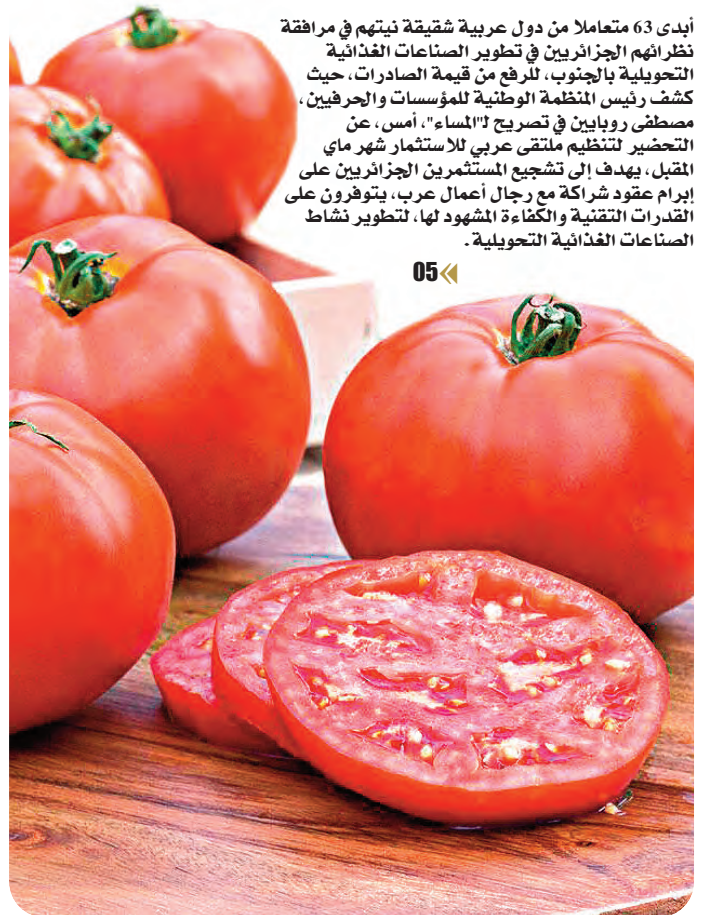 أبدى 63 متعاملا من دول عربية شقيقة نيتهم في مرافقة
نظرائهم الجزائريين في تطوير الصناعات الغذائية
التحويلية بالجنوب، للرفع من قيمة الصادرات، حيث
كشف رئيس المنظمة الوطنية للمؤسسات والحرفيين،
مصطفى روبايين في تصريح لـ"المساء"، أمس، عن
التحضير لتنظيم ملتقى عربي للاستثمار شهر ماي
المقبل، يهدف إلى تشجيع المستثمرين الجزائريين على
إبرام عقود شراكة مع رجال أعمال عرب، يتوفرون على
القدرات التقنية والكفاءة المشهود لها، لتطوير نشاط
الصناعات الغذائية التحويلية.
05